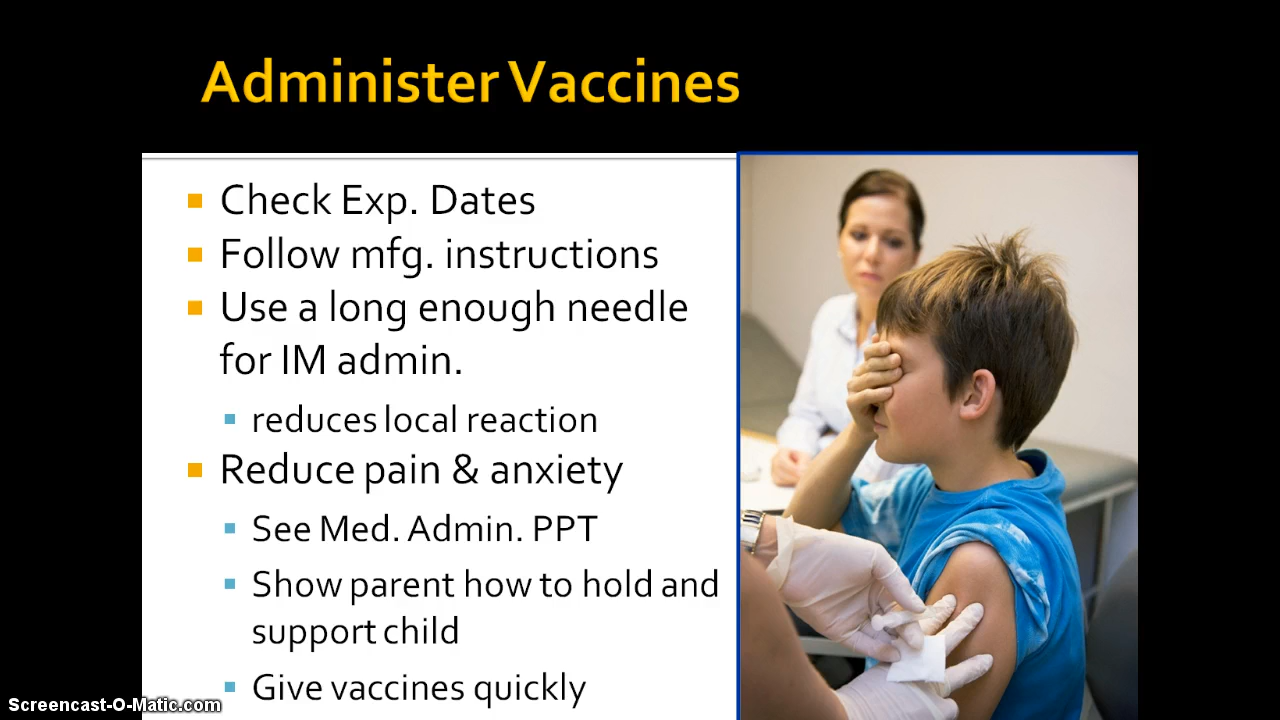 Administer Vaccines
Check Exp. Dates
Follow mfg. instructions
Use a long enough needle
for IM admin.
reduces local reaction
Reduce pain & anxiety
See Med. Admin. PPT
Show parent how to hold and
support child
Give vaccines quickly
Screencast-O-Matic.com